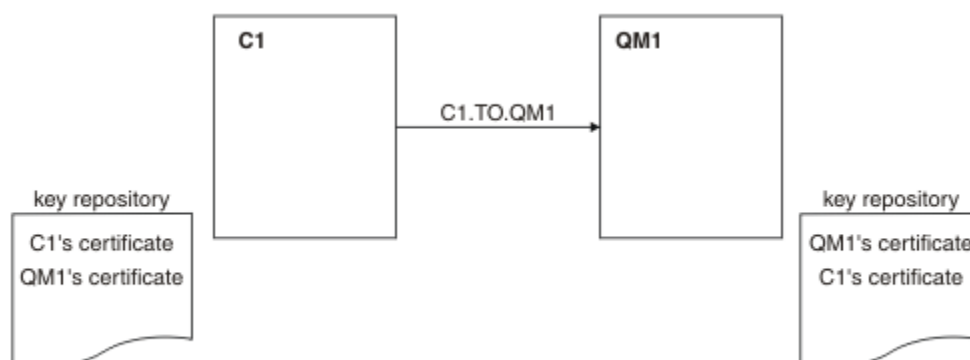 C1
QM1
C1.TO.QM1
key repository
C1's certificate
QM1's certificate
key repository
QM1's certificate
C1's certificate